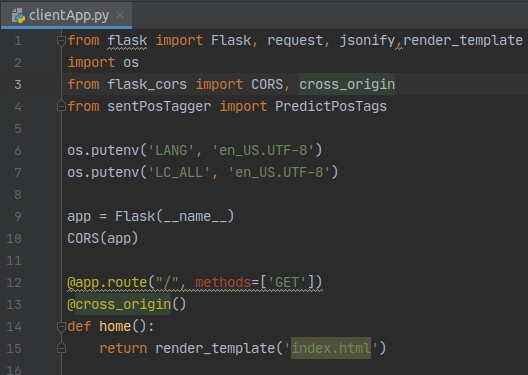 clientApp.py
1 from flask import Flask, request, jsonify,render_template
2 import os
3 from flask_cors import CORS, cross_origin
4 from sentPosTagger import PredictPosTags
5
6 os.putenv('LANG', 'en_US.UTF-8')
7 os.putenv('LC_ALL', 'en_US.UTF-8')
8
9 app = Flask(__name__)
10 CORS(app)
11
12 @app.route("/", methods=['GET'])
13 @cross_origin()
14 def home():
15     return render_template('index.html')
16